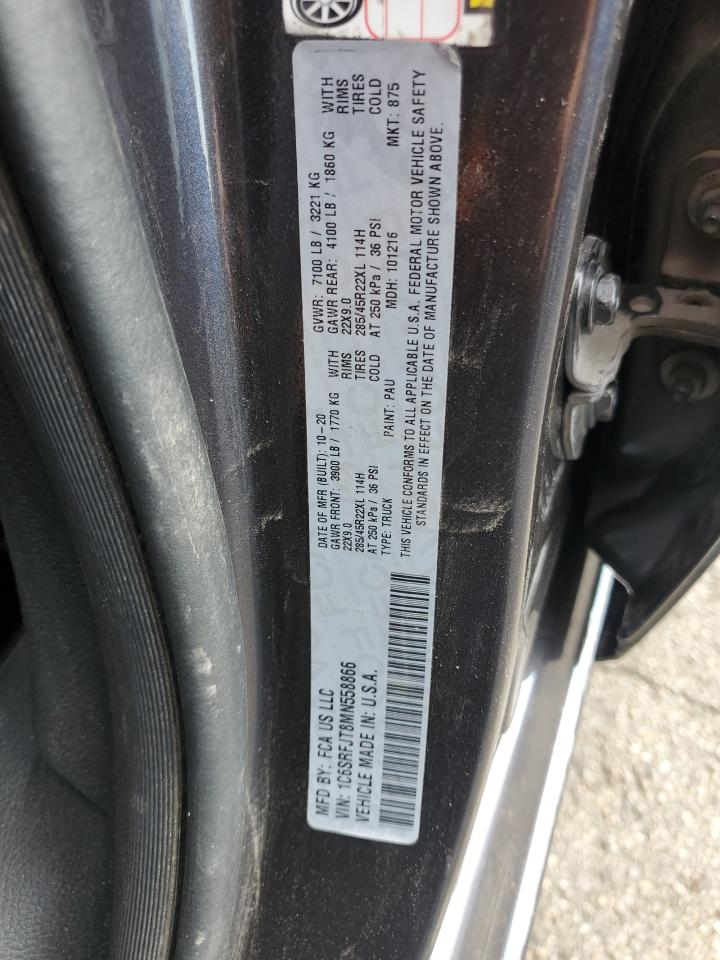 MFD BY: FCA US LLC
DATE OF MFR (BUILT): 10-20
GVWR: 7100 LB / 3221 KG
VIN: 1C6SRFJT8MN558866
GAWR FRONT: 3900 LB / 1770 KG WITH
GAWR REAR: 4100 LB / 1860 KG WITH
22X9.0 RIMS
22X9.0 RIMS
VEHICLE MADE IN: U.S.A.
285/45R22XL 114H TIRES
285/45R22XL 114H TIRES
AT 250 kPa / 36 PSI COLD
AT 250 kPa / 36 PSI COLD
TYPE: TRUCK
PAINT: PAU
MDH: 101216
MKT: 875
THIS VEHICLE CONFORMS TO ALL APPLICABLE U.S.A. FEDERAL MOTOR VEHICLE SAFETY
STANDARDS IN EFFECT ON THE DATE OF MANUFACTURE SHOWN ABOVE.